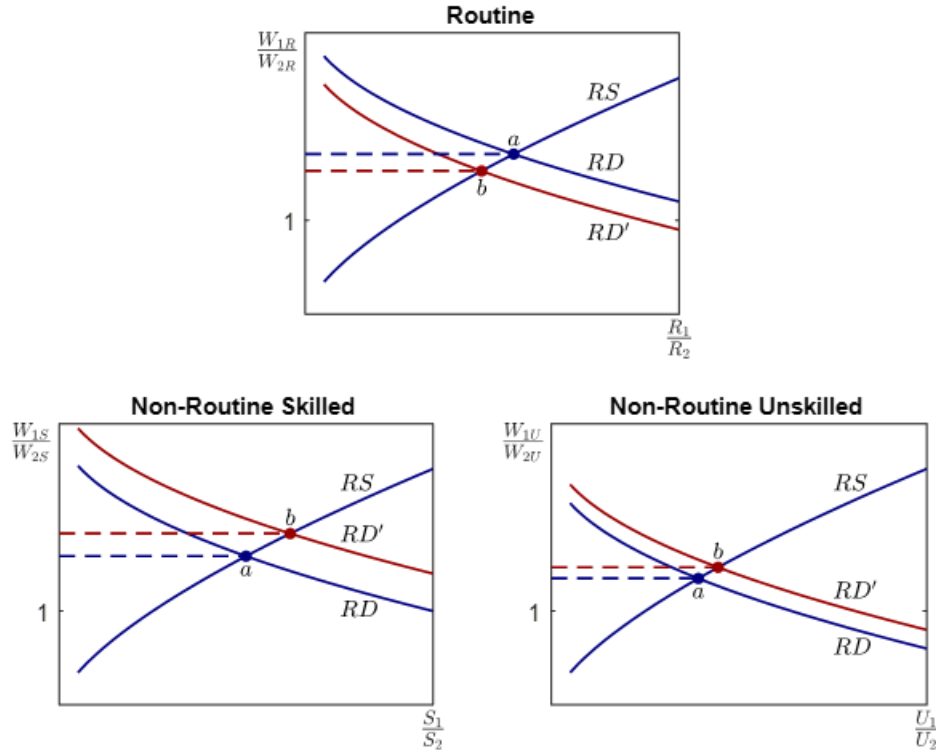 Routine
W1R
W2R
RS
a
RD
b
RD′
1
R1
R2
Non-Routine Skilled
W1S
W2S
RS
b
RD′
a
RD
1
S1
S2
Non-Routine Unskilled
W1U
W2U
RS
b
RD′
a
RD
1
U1
U2